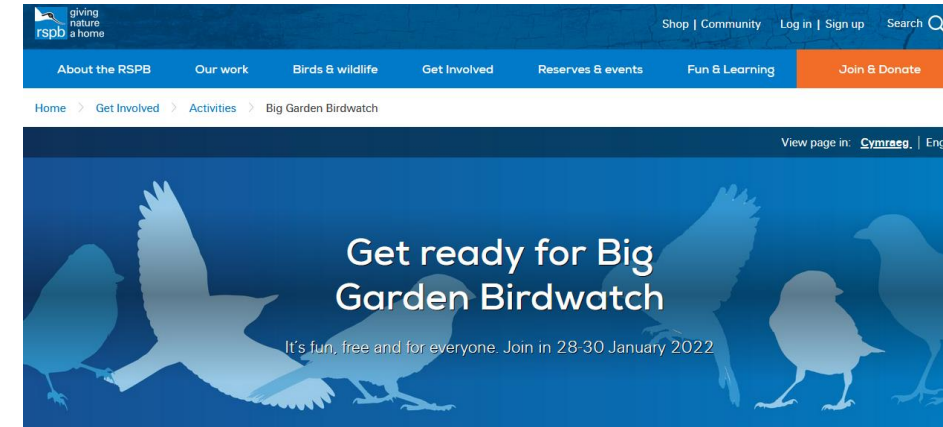 giving
nature
rspb a home
Shop | Community Log in | Sign up Search
About the RSPB Our work Birds & wildlife Get Involved Reserves & events Fun & Learning Join & Donate
Home > Get Involved > Activities > Big Garden Birdwatch
View page in: Cymraeg | Eng
Get ready for Big
Garden Birdwatch
It's fun, free and for everyone. Join in 28-30 January 2022